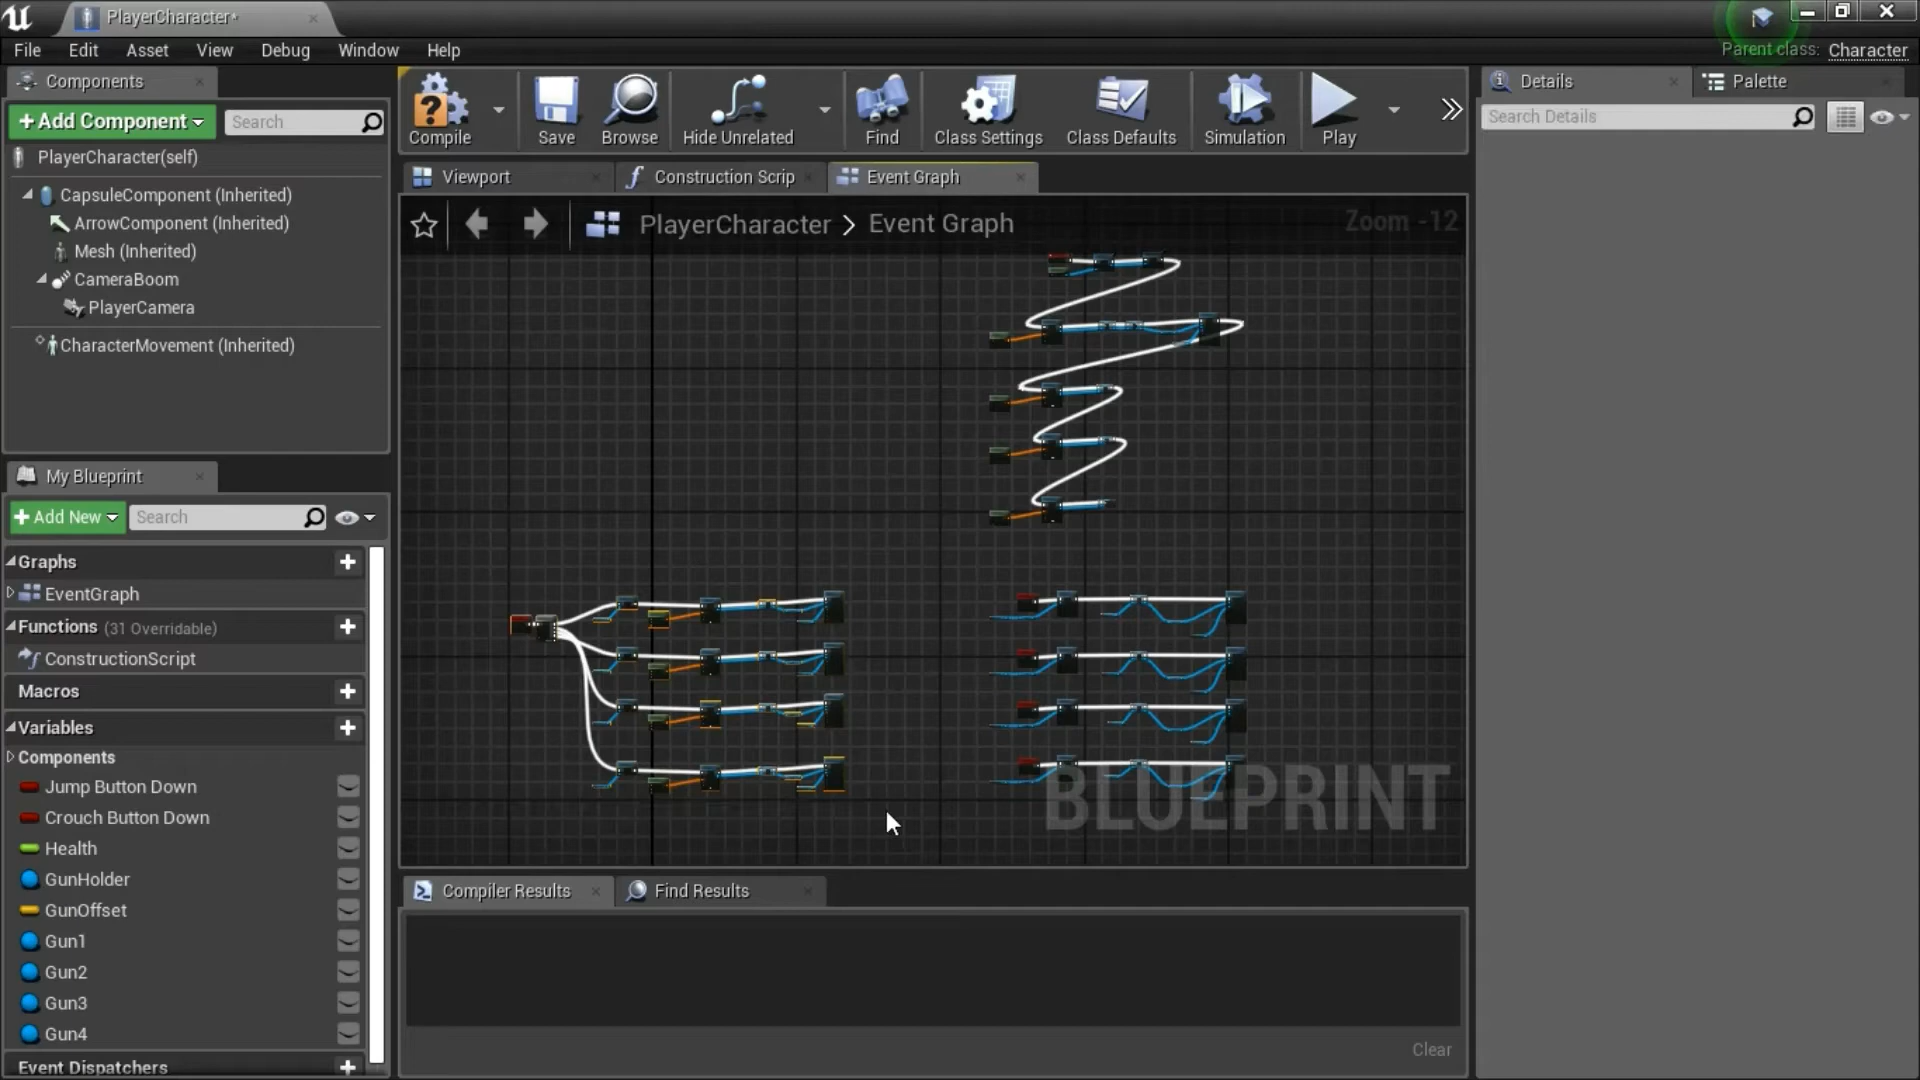 PlayerCharacter*
File Edit Asset View Debug Window Help
Parent class: Character
Components
+Add Component
Search
PlayerCharacter(self)
CapsuleComponent (Inherited)
ArrowComponent (Inherited)
Mesh (Inherited)
CameraBoom
PlayerCamera
CharacterMovement (Inherited)
My Blueprint
+Add New
Search
Graphs
EventGraph
Functions (31 Overridable)
ConstructionScript
Macros
Variables
Components
Jump Button Down
Crouch Button Down
Health
GunHolder
GunOffset
Gun1
Gun2
Gun3
Gun4
Event Dispatchers
Compile Save Browse Hide Unrelated Find Class Settings Class Defaults Simulation Play
Viewport Construction Scrip Event Graph
PlayerCharacter > Event Graph
Zoom -12
BLUEPRINT
Compiler Results Find Results
Clear
Details Palette
Search Details